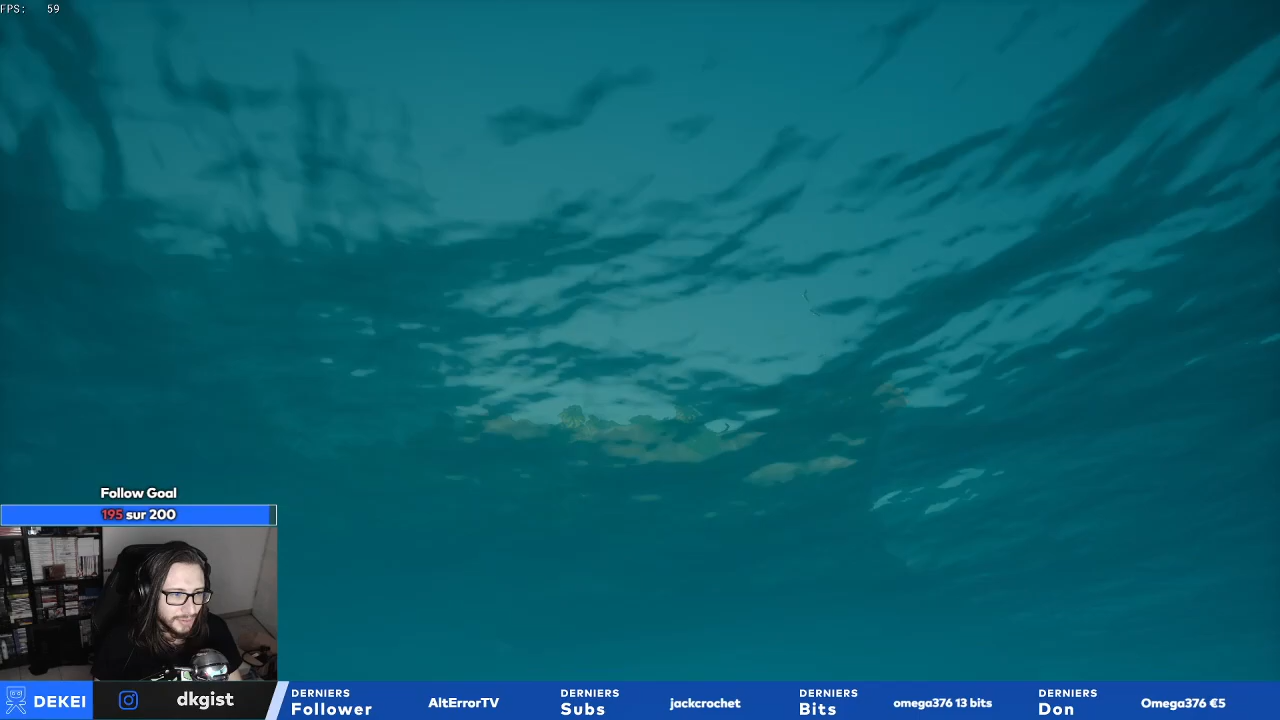 FPS: 59
Follow Goal
195 sur 200
DEKEI
dkgist
DERNIERS
Follower
AltErrorTV
DERNIERS
Subs
jackcrochet
DERNIERS
Bits
omega376 13 bits
DERNIERS
Don
Omega376 €5